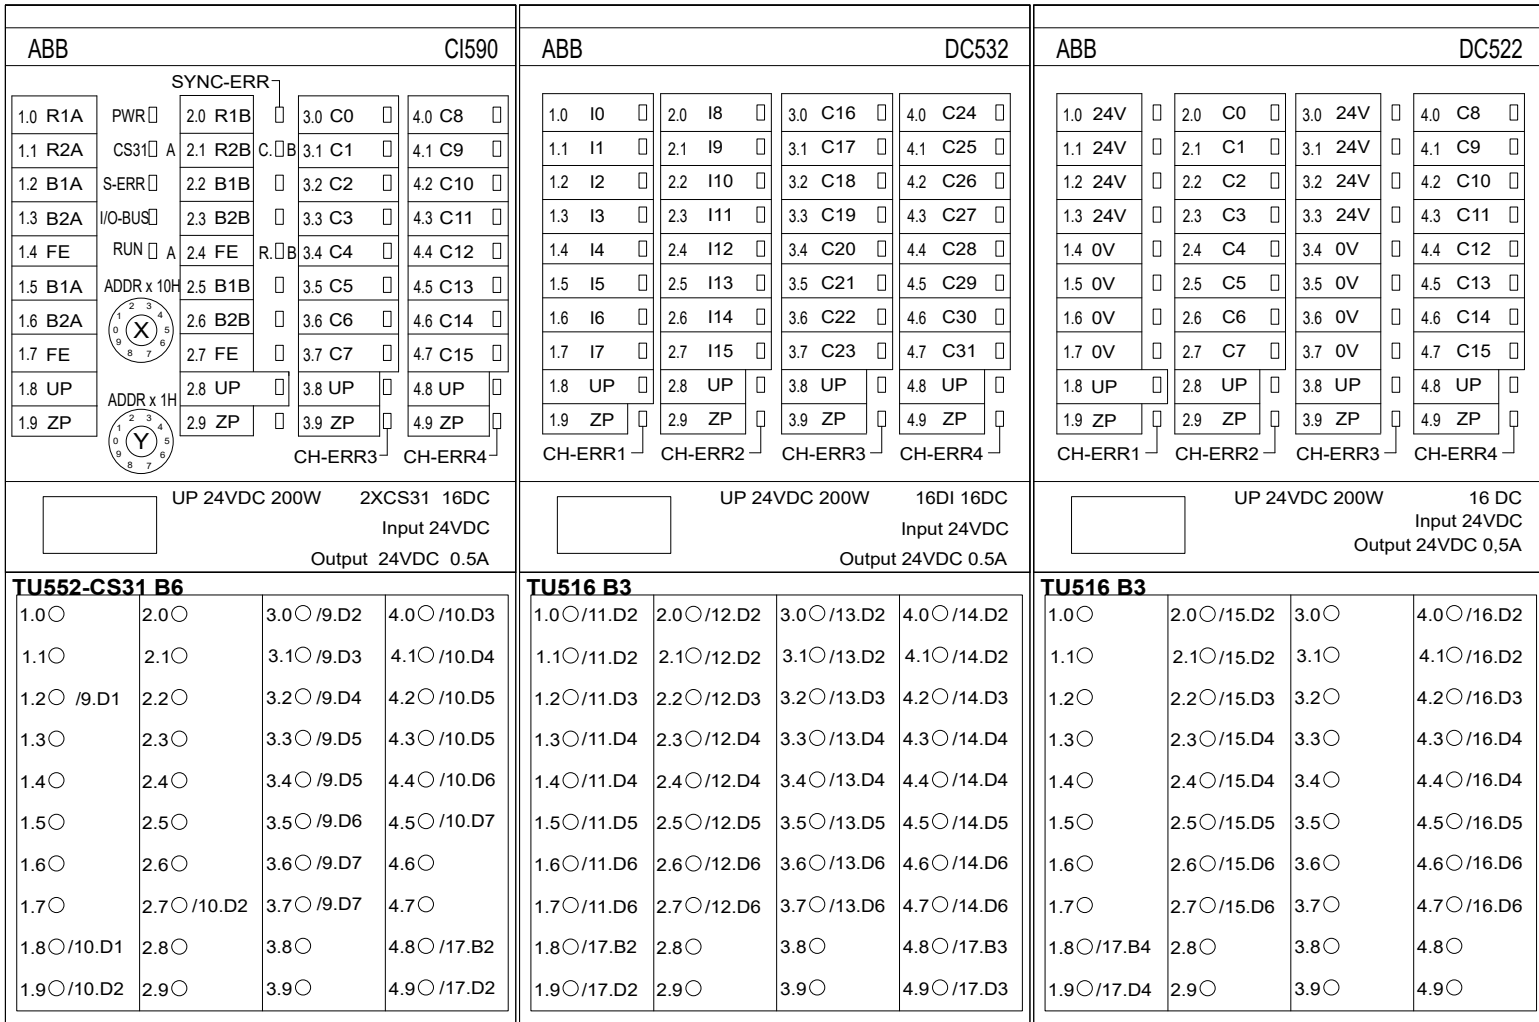 ABB CI590 ABB DC532 ABB DC522
SYNC-ERR
1.0 R1A PWR 2.0 R1B 3.0 C0 4.0 C8 1.0 I0 2.0 I8 3.0 C16 4.0 C24 1.0 24V 2.0 C0 3.0 24V 4.0 C8
1.1 R2A CS31 A 2.1 R2B C. B 3.1 C1 4.1 C9 1.1 I1 2.1 I9 3.1 C17 4.1 C25 1.1 24V 2.1 C1 3.1 24V 4.1 C9
1.2 B1A S-ERR 2.2 B1B 3.2 C2 4.2 C10 1.2 I2 2.2 I10 3.2 C18 4.2 C26 1.2 24V 2.2 C2 3.2 24V 4.2 C10
1.3 B2A I/O-BUS 2.3 B2B 3.3 C3 4.3 C11 1.3 I3 2.3 I11 3.3 C19 4.3 C27 1.3 24V 2.3 C3 3.3 24V 4.3 C11
1.4 FE RUN A 2.4 FE R. B 3.4 C4 4.4 C12 1.4 I4 2.4 I12 3.4 C20 4.4 C28 1.4 0V 2.4 C4 3.4 0V 4.4 C12
1.5 B1A ADDR x 10H 2.5 B1B 3.5 C5 4.5 C13 1.5 I5 2.5 I13 3.5 C21 4.5 C29 1.5 0V 2.5 C5 3.5 0V 4.5 C13
1.6 B2A 0 1 2 3 4 5 6 7 8 9 X 2.6 B2B 3.6 C6 4.6 C14 1.6 I6 2.6 I14 3.6 C22 4.6 C30 1.6 0V 2.6 C6 3.6 0V 4.6 C14
1.7 FE 2.7 FE 3.7 C7 4.7 C15 1.7 I7 2.7 I15 3.7 C23 4.7 C31 1.7 0V 2.7 C7 3.7 0V 4.7 C15
1.8 UP ADDR x 1H 2.8 UP 3.8 UP 4.8 UP 1.8 UP 2.8 UP 3.8 UP 4.8 UP 1.8 UP 2.8 UP 3.8 UP 4.8 UP
1.9 ZP 0 1 2 3 4 5 6 7 8 9 Y 2.9 ZP 3.9 ZP 4.9 ZP 1.9 ZP 2.9 ZP 3.9 ZP 4.9 ZP 1.9 ZP 2.9 ZP 3.9 ZP 4.9 ZP
CH-ERR3 CH-ERR4 CH-ERR1 CH-ERR2 CH-ERR3 CH-ERR4 CH-ERR1 CH-ERR2 CH-ERR3 CH-ERR4
UP 24VDC 200W 2XCS31 16DC UP 24VDC 200W 16DI 16DC UP 24VDC 200W 16 DC
Input 24VDC Input 24VDC Input 24VDC
Output 24VDC 0.5A Output 24VDC 0.5A Output 24VDC 0,5A
TU552-CS31 B6 TU516 B3 TU516 B3
1.0 2.0 3.0 /9.D2 4.0 /10.D3 1.0 /11.D2 2.0 /12.D2 3.0 /13.D2 4.0 /14.D2 1.0 2.0 /15.D2 3.0 4.0 /16.D2
1.1 2.1 3.1 /9.D3 4.1 /10.D4 1.1 /11.D2 2.1 /12.D2 3.1 /13.D2 4.1 /14.D2 1.1 2.1 /15.D2 3.1 4.1 /16.D2
1.2 /9.D1 2.2 3.2 /9.D4 4.2 /10.D5 1.2 /11.D3 2.2 /12.D3 3.2 /13.D3 4.2 /14.D3 1.2 2.2 /15.D3 3.2 4.2 /16.D3
1.3 2.3 3.3 /9.D5 4.3 /10.D5 1.3 /11.D4 2.3 /12.D4 3.3 /13.D4 4.3 /14.D4 1.3 2.3 /15.D4 3.3 4.3 /16.D4
1.4 2.4 3.4 /9.D5 4.4 /10.D6 1.4 /11.D4 2.4 /12.D4 3.4 /13.D4 4.4 /14.D4 1.4 2.4 /15.D4 3.4 4.4 /16.D4
1.5 2.5 3.5 /9.D6 4.5 /10.D7 1.5 /11.D5 2.5 /12.D5 3.5 /13.D5 4.5 /14.D5 1.5 2.5 /15.D5 3.5 4.5 /16.D5
1.6 2.6 3.6 /9.D7 4.6 1.6 /11.D6 2.6 /12.D6 3.6 /13.D6 4.6 /14.D6 1.6 2.6 /15.D6 3.6 4.6 /16.D6
1.7 2.7 /10.D2 3.7 /9.D7 4.7 1.7 /11.D6 2.7 /12.D6 3.7 /13.D6 4.7 /14.D6 1.7 2.7 /15.D6 3.7 4.7 /16.D6
1.8 /10.D1 2.8 3.8 4.8 /17.B2 1.8 /17.B2 2.8 3.8 4.8 /17.B3 1.8 /17.B4 2.8 3.8 4.8
1.9 /10.D2 2.9 3.9 4.9 /17.D2 1.9 /17.D2 2.9 3.9 4.9 /17.D3 1.9 /17.D4 2.9 3.9 4.9